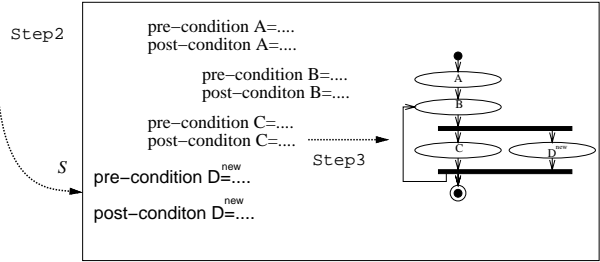 Step2
pre-condition A=....
post-conditon A=....
pre-condition B=....
post-conditon B=....
pre-condition C=....
post-conditon C=....
Step3
S
new
pre-condition D=....
new
post-conditon D=....
A
B
C
D new